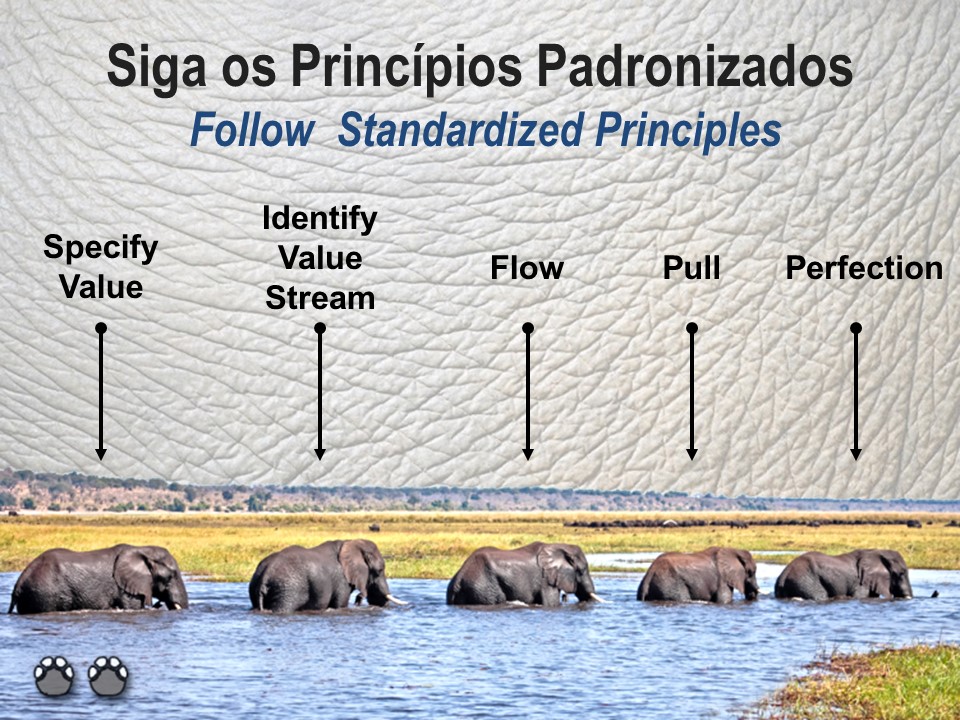 Siga os Princípios Padronizados
Follow  Standardized Principles
Specify
Value
Identify
Value
Stream
Flow
Pull
Perfection